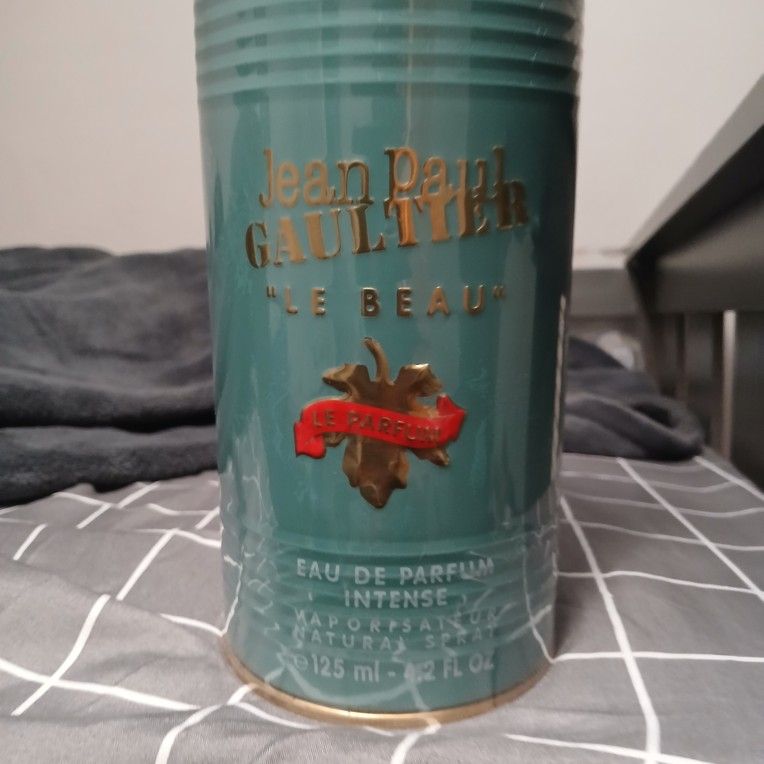 Jean Paul
GAULTIER
"LE BEAU"
LE PARFUM
EAU DE PARFUM
INTENSE
VAPORISATEUR
NATURAL SPRAY
℮125 ml - 4.2 FL OZ